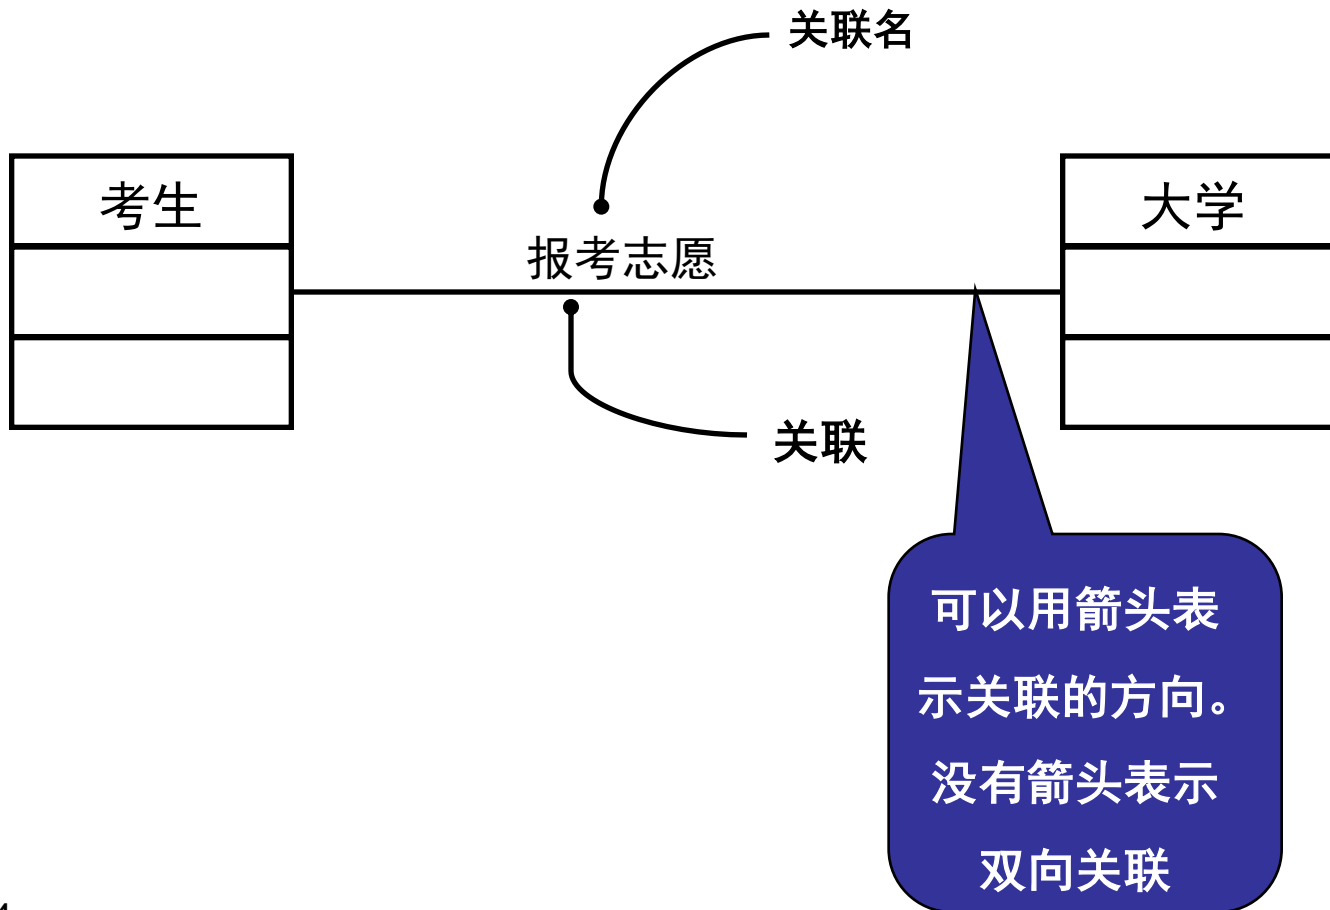 关联名
考生
大学
报考志愿
关联
可以用箭头表
示关联的方向。
没有箭头表示
双向关联